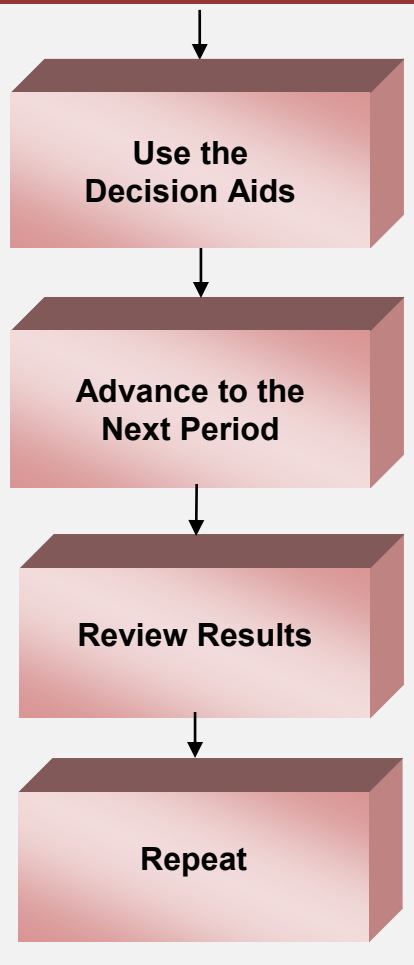 Use the
Decision Aids
Advance to the
Next Period
Review Results
Repeat